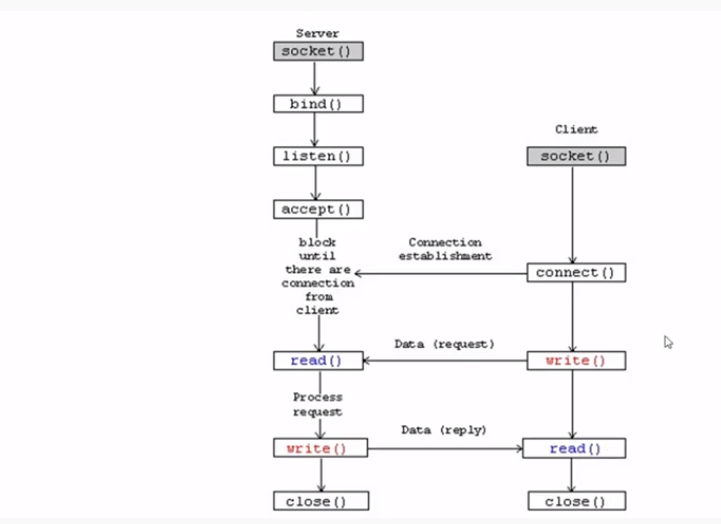 Server
socket()
bind()
Client
listen()
socket()
accept()
block
until
there are
connection
from
client
Connection
establishment
connect()
Data (request)
read()
write()
Process
request
Data (reply)
write()
read()
close()
close()